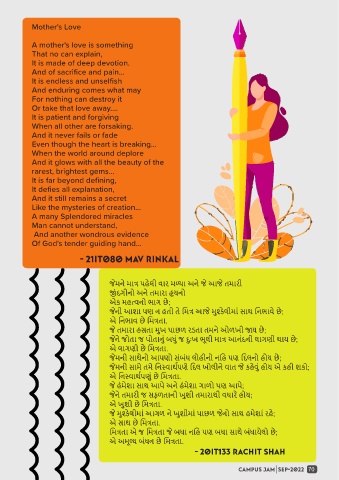 Mother's Love
A mother's love is something
That no can explain,
It is made of deep devotion.
And of sacrifice and pain...
It is endless and unselfish
And enduring comes what may
For nothing can destroy it
Or take that love away....
It is patient and forgiving
When all other are forsaking.
And it never fails or fade
Even though the heart is breaking...
When the world around deplore
And it glows with all the beauty of the
rarest, brightest gems...
It is far beyond defining,
It defies all explanation,
And it still remains a secret
Like the mysteries of creation...
A many Splendored miracles
Man cannot understand,
And another wondrous evidence
Of God's tender guiding hand...
- 21IT080 MAV RINKAL
જેમને માત્ર પહેલી વાર મળ્યા અને જે આજે તમારી
જીંદગીનો અને તમારા હૃદયનો
એક મહત્વનો ભાગ છે;
જેની આશા પણ ન હતી તે મિત્ર આજે મુશ્કેલીમાં સાથ નિભાવે છે;
એ નિભાવ છે મિત્રતા.
જે તમારા હસતા મુખ પાછળ રડતા તમને ઓળખી જાય છે;
જેને જોતા જ પોતાનું બધું જ દુઃખ ભૂલી માત્ર આનંદની લાગણી થાય છે;
એ લાગણી છે મિત્રતા.
જેમની સાથેનો આપણો સંબંધ લોહીનો નહિ પણ દિલનો હોય છે;
જેમની સામે તમે નિસ્વાર્થપણે દિલ ખોલીને વાત જે કહેવું હોય એ કહી શકો;
એ નિસ્વાર્થપણું છે મિત્રતા.
જે હંમેશા સાથ આપે અને હંમેશા ગાળો પણ આપે;
જેને તમારી જ સફળતાની ખુશી તમારાથી વધારે હોય;
એ ખુશી છે મિત્રતા.
જે મુશ્કેલીમાં આગળ ને ખુશીમાં પાછળ જેનો સાથ હંમેશાં રહે;
એ સાથ છે મિત્રતા.
મિત્રતા એ જ મિત્રતા જે બધા નહિ પણ બધા સાથે બંધાયેલો છે;
એ અમૂલ્ય બંધન છે મિત્રતા.
- 20IT133 RACHIT SHAH
CAMPUS JAM | SEP-2022 70